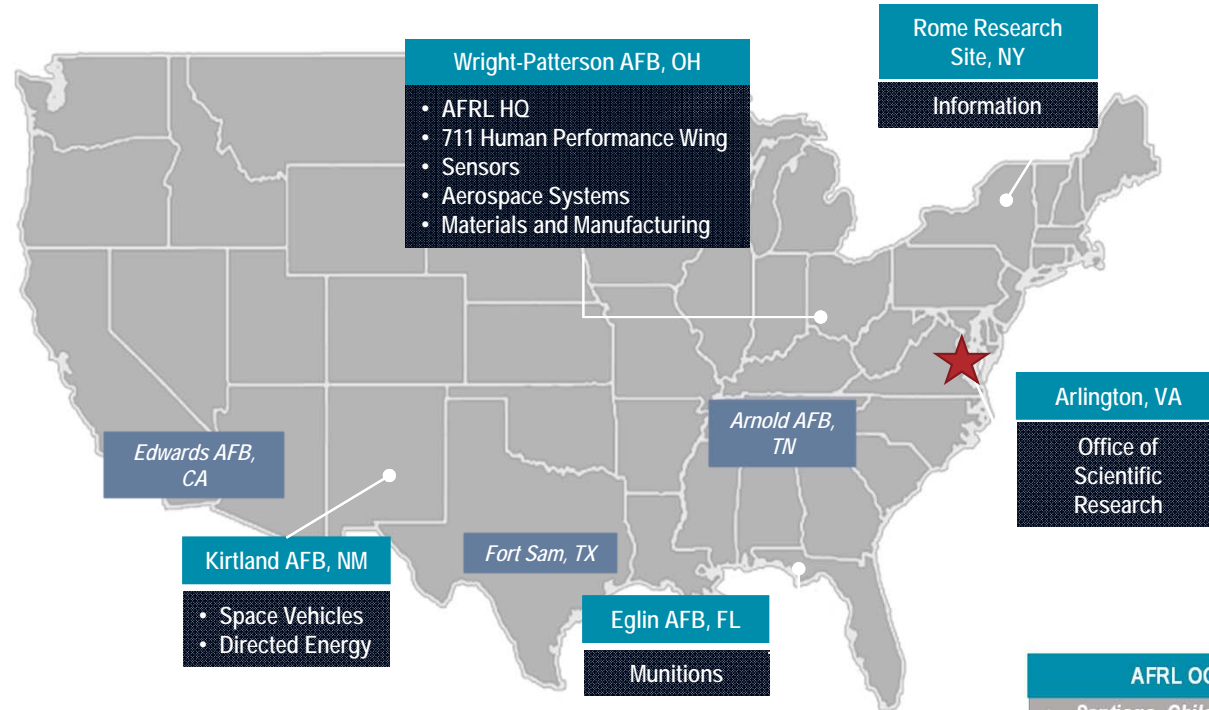 Rome Research
Site, NY
Information
Wright-Patterson AFB, OH
• AFRL HQ
• 711 Human Performance Wing
• Sensors
• Aerospace Systems
• Materials and Manufacturing
Arlington, VA
Office of
Scientific
Research
Arnold AFB,
TN
Edwards AFB,
CA
Fort Sam, TX
Kirtland AFB, NM
• Space Vehicles
• Directed Energy
Eglin AFB, FL
Munitions
AFRL